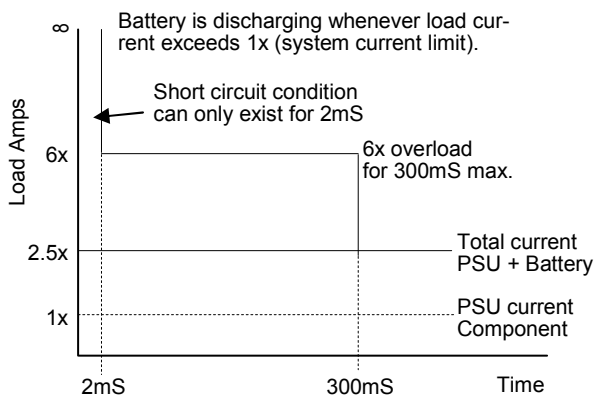 Battery is discharging whenever load cur-
rent exceeds 1x (system current limit).
∞
Short circuit condition
can only exist for 2mS
Load Amps
6x
6x overload
for 300mS max.
2.5x
Total current
PSU + Battery
1x
PSU current
Component
2mS
300mS
Time